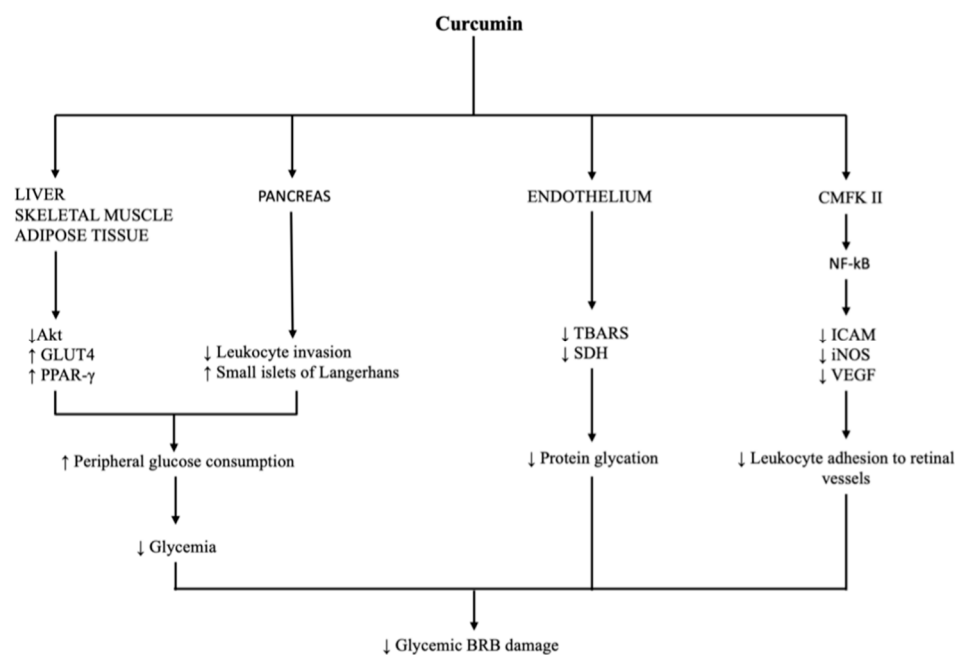 Curcumin
LIVER
SKELETAL MUSCLE
ADIPOSE TISSUE
PANCREAS
ENDOTHELIUM
CMFK II
NF-kB
↓Akt
↑ GLUT4
↑ PPAR-γ
↓ Leukocyte invasion
↑ Small islets of Langerhans
↓ TBARS
↓ SDH
↓ ICAM
↓ iNOS
↓ VEGF
↑ Peripheral glucose consumption
↓ Protein glycation
↓ Leukocyte adhesion to retinal
vessels
↓ Glycemia
↓ Glycemic BRB damage